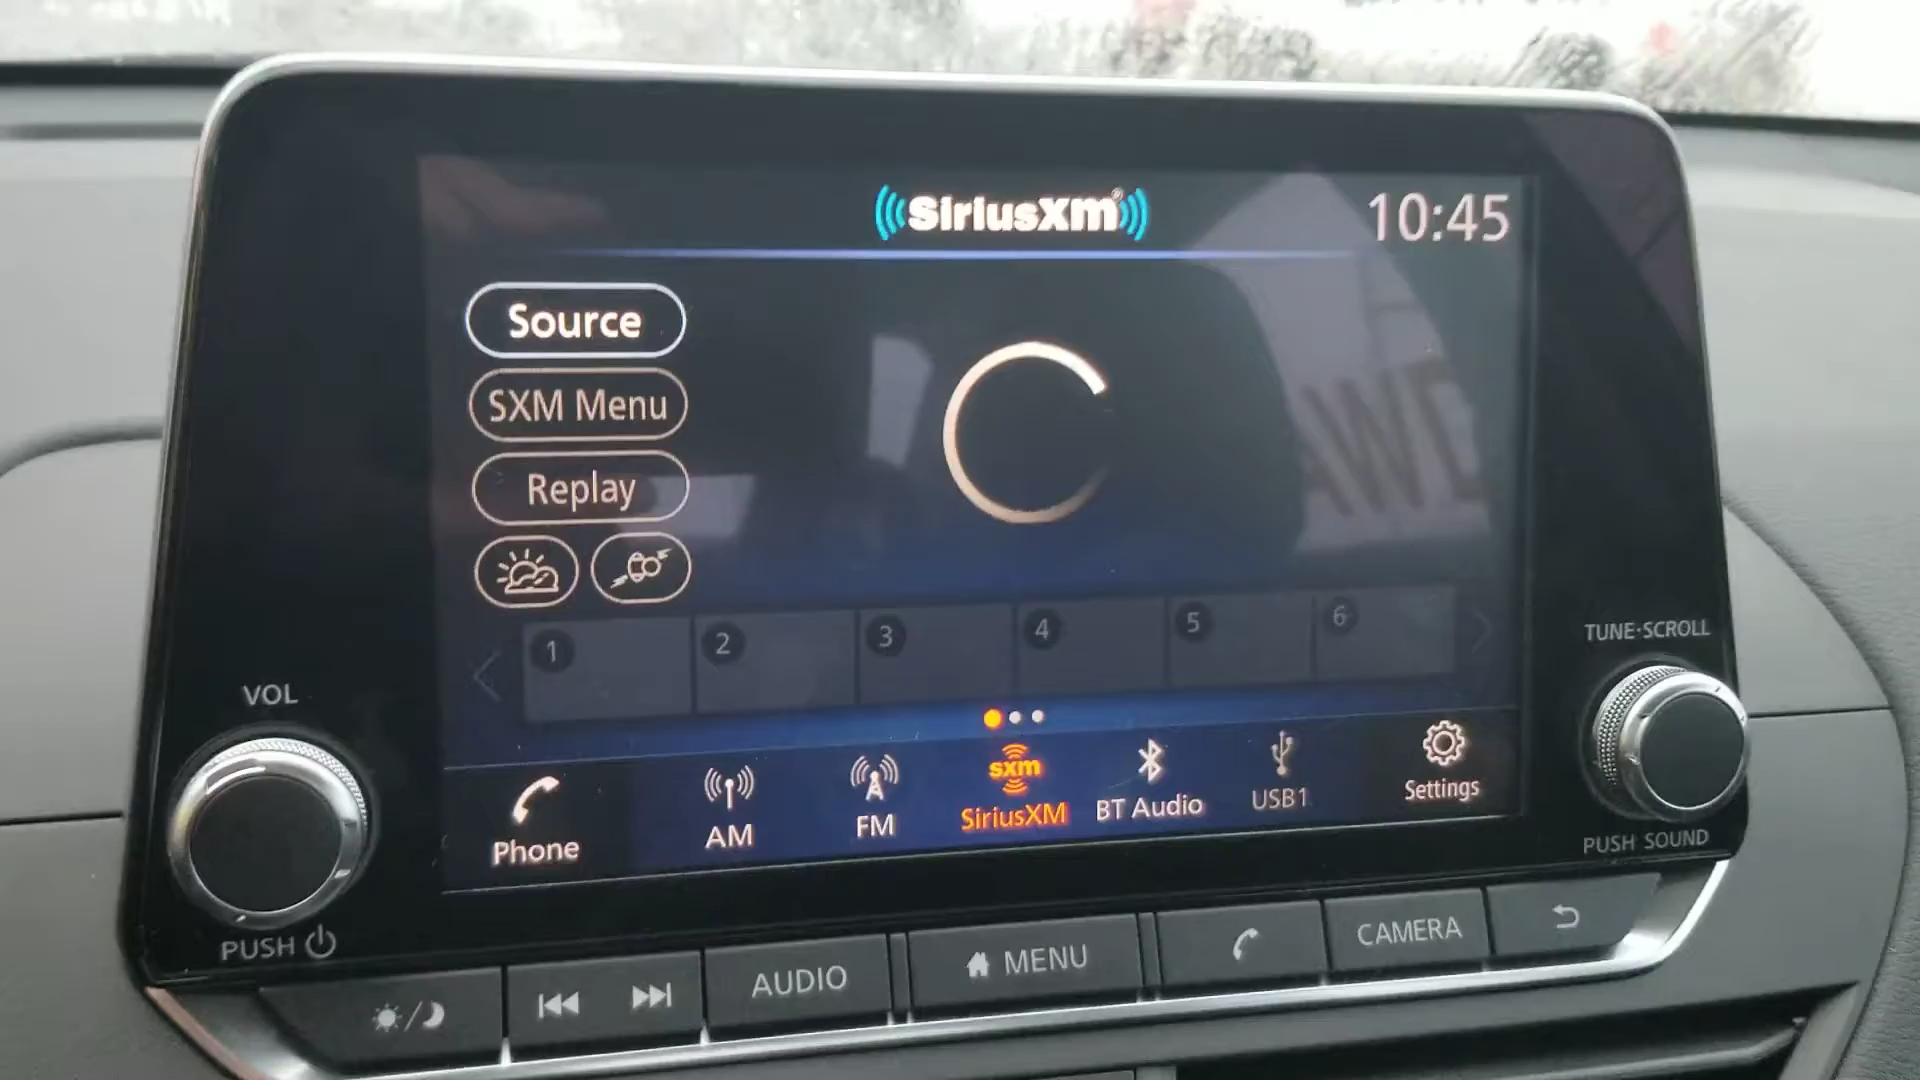 SiriusXM®
10:45
Source
SXM Menu
Replay
1 2 3 4 5 6
TUNE·SCROLL
VOL
sxm
Phone AM FM SiriusXM BT Audio USB1 Settings
PUSH SOUND
PUSH
AUDIO MENU CAMERA
AWD